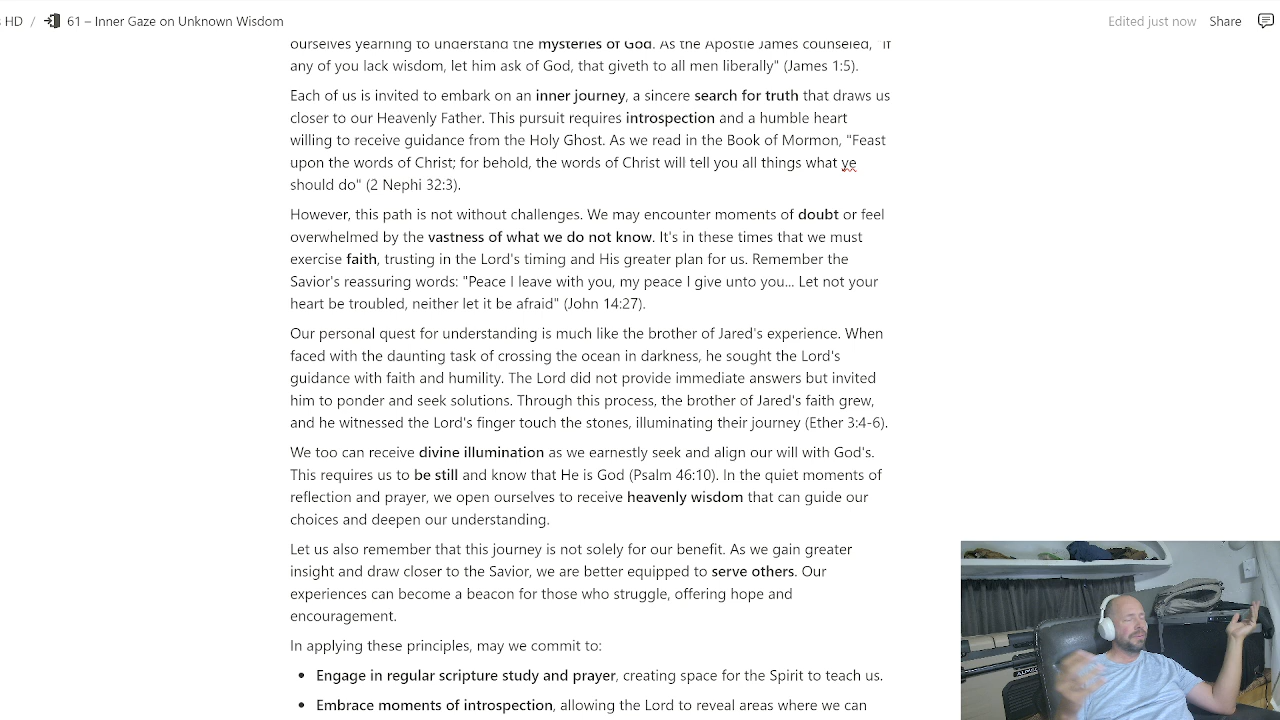 HD / 61 – Inner Gaze on Unknown Wisdom Edited just now Share
ourselves yearning to understand the mysteries of God. As the Apostle James counseled, "If
any of you lack wisdom, let him ask of God, that giveth to all men liberally" (James 1:5).
Each of us is invited to embark on an inner journey, a sincere search for truth that draws us
closer to our Heavenly Father. This pursuit requires introspection and a humble heart
willing to receive guidance from the Holy Ghost. As we read in the Book of Mormon, "Feast
upon the words of Christ; for behold, the words of Christ will tell you all things what ye
should do" (2 Nephi 32:3).
However, this path is not without challenges. We may encounter moments of doubt or feel
overwhelmed by the vastness of what we do not know. It's in these times that we must
exercise faith, trusting in the Lord's timing and His greater plan for us. Remember the
Savior's reassuring words: "Peace I leave with you, my peace I give unto you... Let not your
heart be troubled, neither let it be afraid" (John 14:27).
Our personal quest for understanding is much like the brother of Jared's experience. When
faced with the daunting task of crossing the ocean in darkness, he sought the Lord's
guidance with faith and humility. The Lord did not provide immediate answers but invited
him to ponder and seek solutions. Through this process, the brother of Jared's faith grew,
and he witnessed the Lord's finger touch the stones, illuminating their journey (Ether 3:4-6).
We too can receive divine illumination as we earnestly seek and align our will with God's.
This requires us to be still and know that He is God (Psalm 46:10). In the quiet moments of
reflection and prayer, we open ourselves to receive heavenly wisdom that can guide our
choices and deepen our understanding.
Let us also remember that this journey is not solely for our benefit. As we gain greater
insight and draw closer to the Savior, we are better equipped to serve others. Our
experiences can become a beacon for those who struggle, offering hope and
encouragement.
In applying these principles, may we commit to:
• Engage in regular scripture study and prayer, creating space for the Spirit to teach us.
• Embrace moments of introspection, allowing the Lord to reveal areas where we can